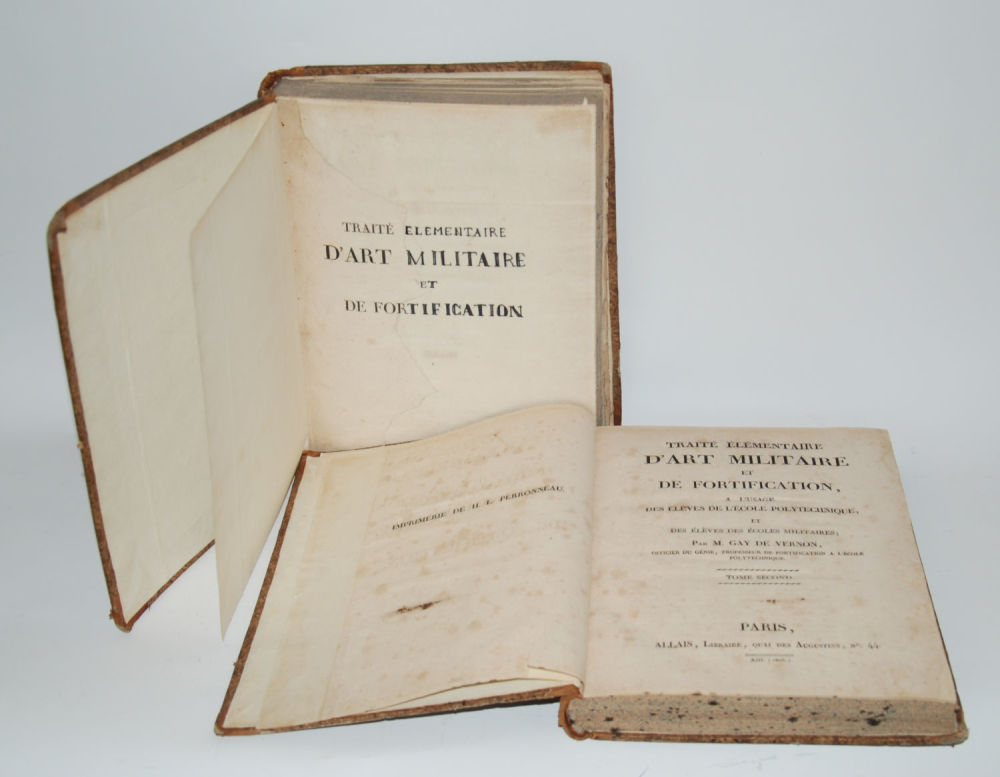 TRAITÉ ELEMENTAIRE
D'ART MILITAIRE
ET
DE FORTIFICATION
IMPRIMERIE DE H. L. PERRONNEAU.
TRAITÉ ÉLÉMENTAIRE
D'ART MILITAIRE
ET
DE FORTIFICATION,
A L'USAGE
DES ÉLÈVES DE L'ÉCOLE POLYTECHNIQUE,
ET
DES ÉLÈVES DES ÉCOLES MILITAIRES;
PAR M. GAY DE VERNON,
OFFICIER DU GÉNIE, PROFESSEUR DE FORTIFICATION A L'ÉCOLE
POLYTECHNIQUE.
TOME SECOND.
PARIS,
ALLAIS, LIBRAIRE, QUAI DES AUGUSTINS, Nº. 44.